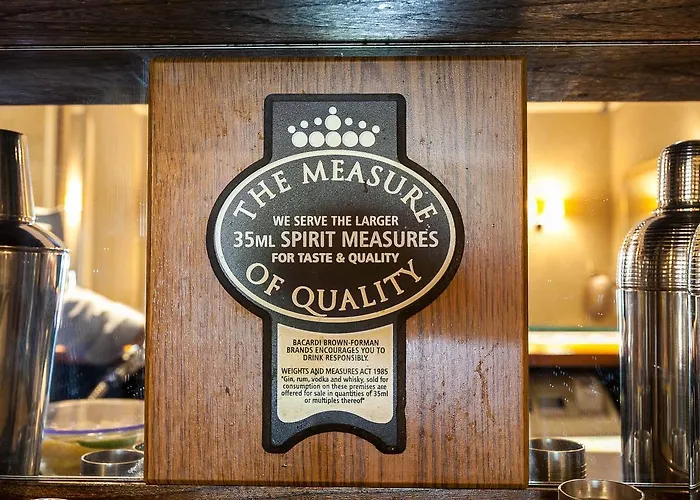 THE MEASURE
WE SERVE THE LARGER
35ML SPIRIT MEASURES
FOR TASTE & QUALITY
OF QUALITY
BACARDI BROWN-FORMAN
BRANDS ENCOURAGES YOU TO
DRINK RESPONSIBLY.
WEIGHTS AND MEASURES ACT 1985
"Gin, rum, vodka and whisky, sold for
consumption on these premises are
offered for sale in quantities of 35ml
or multiples thereof"